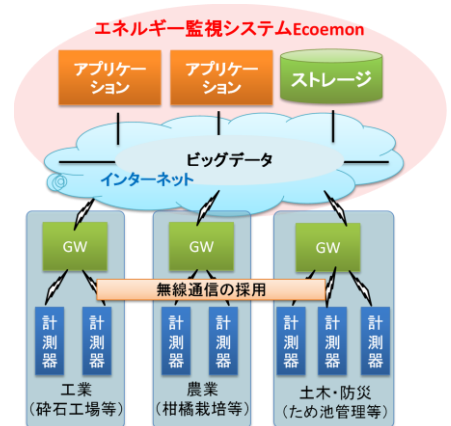 エネルギー監視システムEcoemon
アプリケー
ション
アプリケー
ション
ストレージ
ビッグデータ
インターネット
GW
GW
GW
無線通信の採用
計測器
計測器
計測器
計測器
計測器
計測器
計測器
工業
(砕石工場等)
農業
(柑橘栽培等)
土木・防災
(ため池管理等)